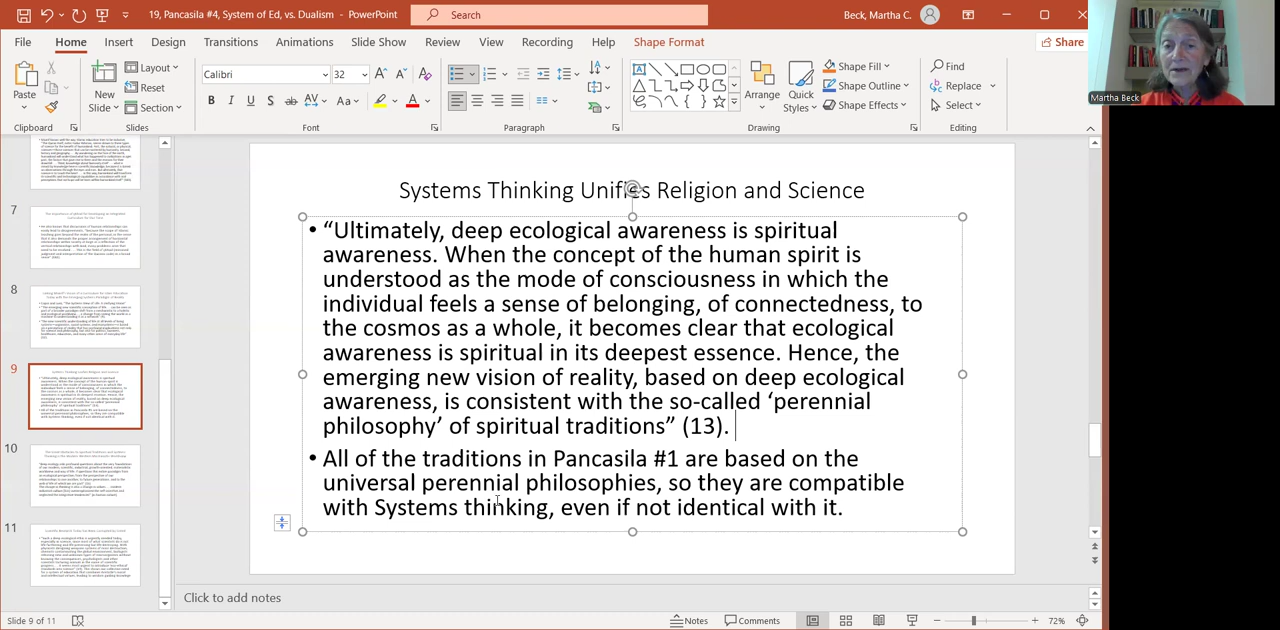 19, Pancasila #4, System of Ed, vs. Dualism - PowerPoint
Search
Beck, Martha C.
File Home Insert Design Transitions Animations Slide Show Review View Recording Help Shape Format
Share
Paste
Clipboard
New
Slide
Layout
Reset
Section
Slides
Calibri
32
Font
Paragraph
Arrange
Quick
Styles
Shape Fill
Shape Outline
Shape Effects
Drawing
Find
Replace
Select
Editing
Martha Beck
7
8
9
10
11
Systems Thinking Unifies Religion and Science
• “Ultimately, deep ecological awareness is spiritual
awareness. When the concept of the human spirit is
understood as the mode of consciousness in which the
individual feels a sense of belonging, of connectedness, to
the cosmos as a whole, it becomes clear that ecological
awareness is spiritual in its deepest essence. Hence, the
emerging new vision of reality, based on deep ecological
awareness, is consistent with the so-called ‘perennial
philosophy’ of spiritual traditions” (13).
• All of the traditions in Pancasila #1 are based on the
universal perennial philosophies, so they are compatible
with Systems thinking, even if not identical with it.
Click to add notes
Slide 9 of 11
Notes
Comments
72%